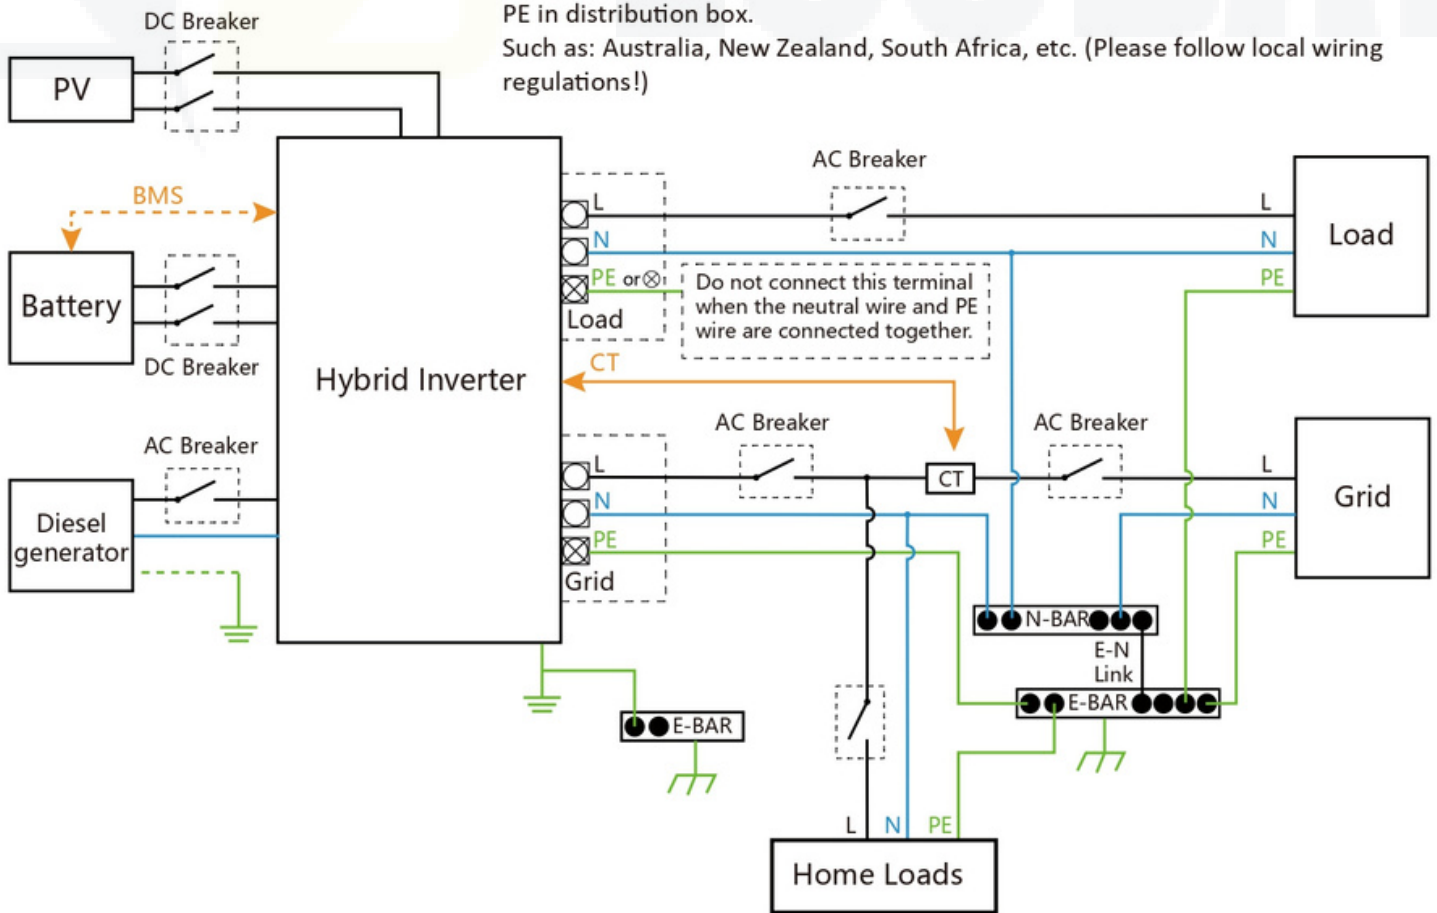 PE in distribution box.
Such as: Australia, New Zealand, South Africa, etc. (Please follow local wiring
regulations!)
DC Breaker
PV
BMS
Battery
DC Breaker
AC Breaker
Diesel
generator
Hybrid Inverter
L
N
PE or⊗
Load
Do not connect this terminal
when the neutral wire and PE
wire are connected together.
AC Breaker
L
N
PE
Load
CT
AC Breaker
CT
AC Breaker
L
N
PE
Grid
L
N
PE
Grid
N-BAR
E-N
Link
E-BAR
E-BAR
L
N
PE
Home Loads